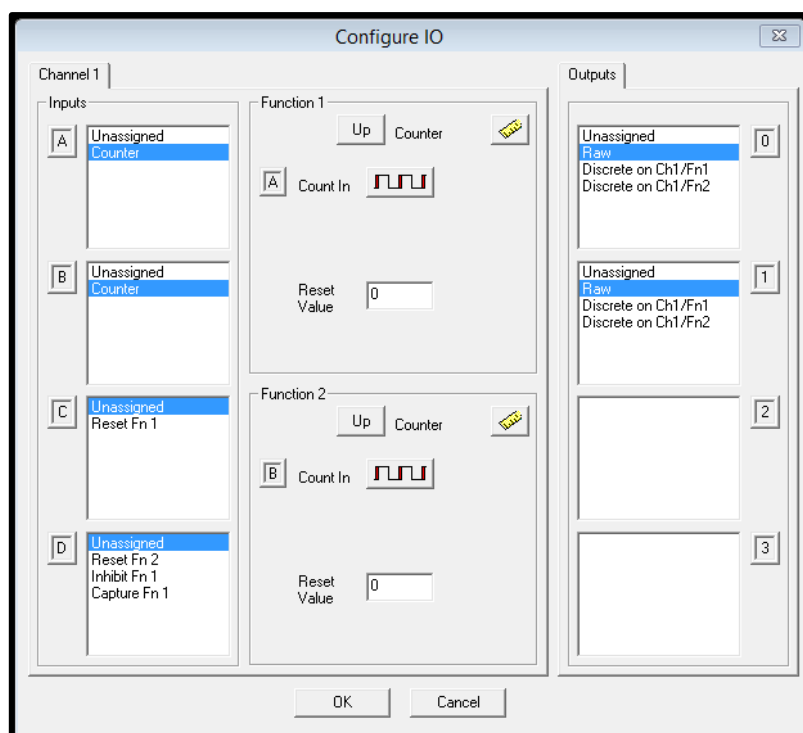 Configure IO
Channel 1
Inputs
A
Unassigned
Counter
B
Unassigned
Counter
C
Unassigned
Reset Fn 1
D
Unassigned
Reset Fn 2
Inhibit Fn 1
Capture Fn 1
Function 1
Up Counter
A Count In
Reset
Value
0
Function 2
Up Counter
B Count In
Reset
Value
0
Outputs
Unassigned
Raw
Discrete on Ch1/Fn1
Discrete on Ch1/Fn2
0
Unassigned
Raw
Discrete on Ch1/Fn1
Discrete on Ch1/Fn2
1
2
3
OK Cancel